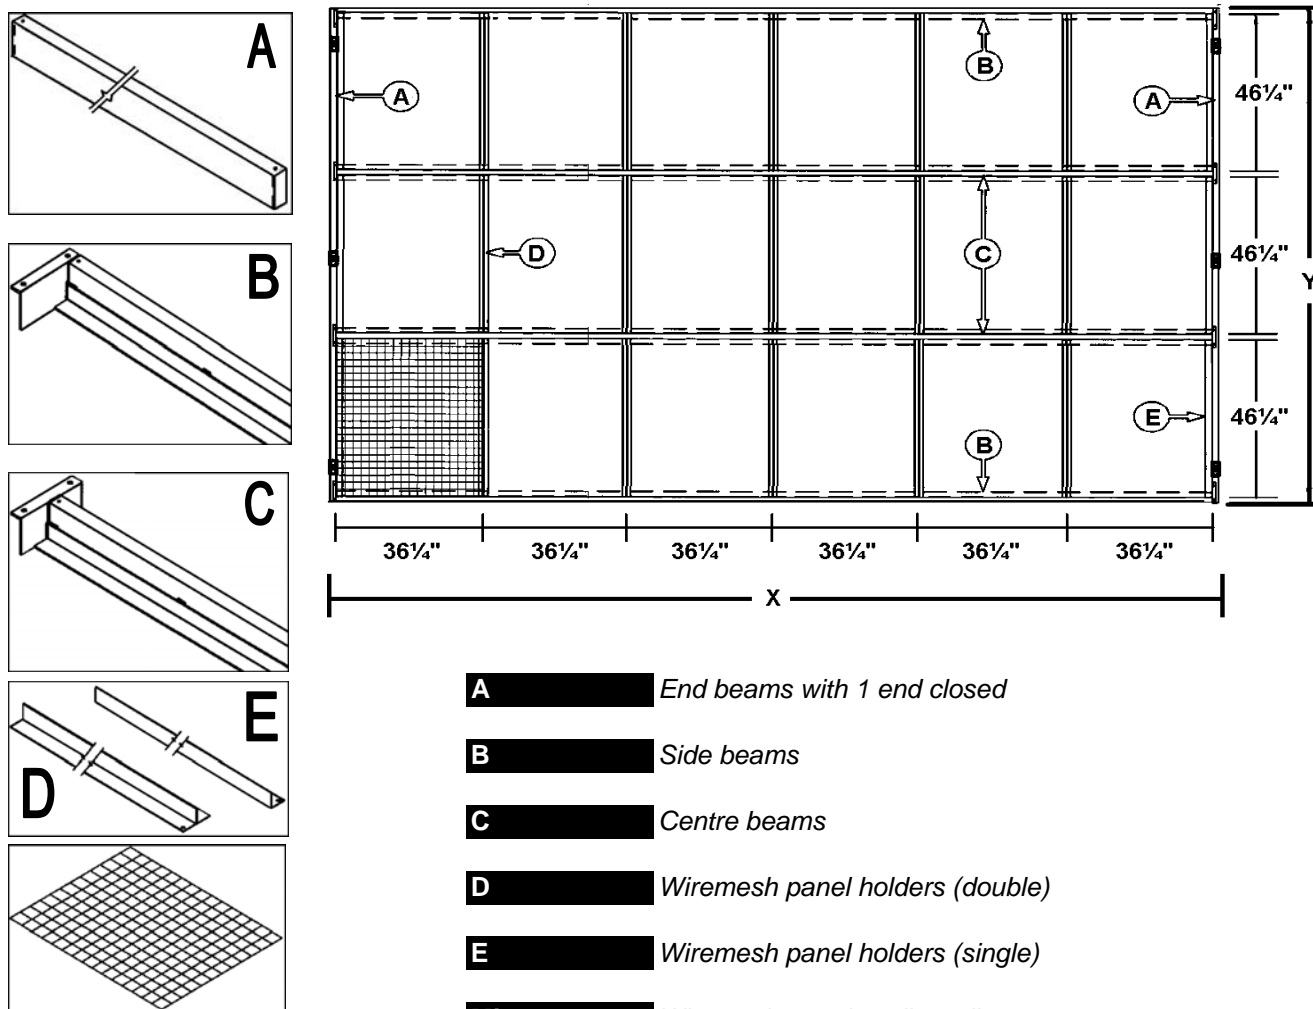 A
B
C
E
D
B
A
A
46¼"
D
C
46¼"
Y
E
46¼"
B
36¼" 36¼" 36¼" 36¼" 36¼" 36¼"
X
A End beams with 1 end closed
B Side beams
C Centre beams
D Wiremesh panel holders (double)
E Wiremesh panel holders (single)